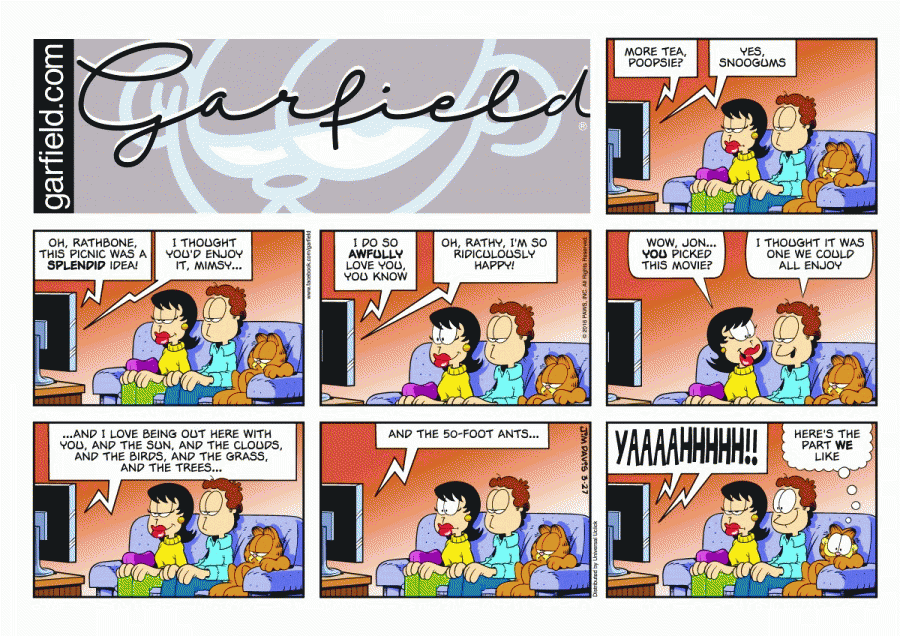 garfield.com
Garfield
®
MORE TEA,
POOPSIE?
YES,
SNOOGUMS
OH, RATHBONE,
THIS PICNIC WAS A
SPLENDID IDEA!
I THOUGHT
YOU'D ENJOY
IT, MIMSY...
www.facebook.com/garfield
I DO SO
AWFULLY
LOVE YOU,
YOU KNOW
OH, RATHY, I'M SO
RIDICULOUSLY
HAPPY!
© 2016 PAWS, INC. All Rights Reserved.
WOW, JON...
YOU PICKED
THIS MOVIE?
I THOUGHT IT WAS
ONE WE COULD
ALL ENJOY
...AND I LOVE BEING OUT HERE WITH
YOU, AND THE SUN, AND THE CLOUDS,
AND THE BIRDS, AND THE GRASS,
AND THE TREES...
AND THE 50-FOOT ANTS...
JIM DAVIS 3-27
Distributed by Universal Uclick
YAAAAHHHHH!!
HERE'S THE
PART WE
LIKE